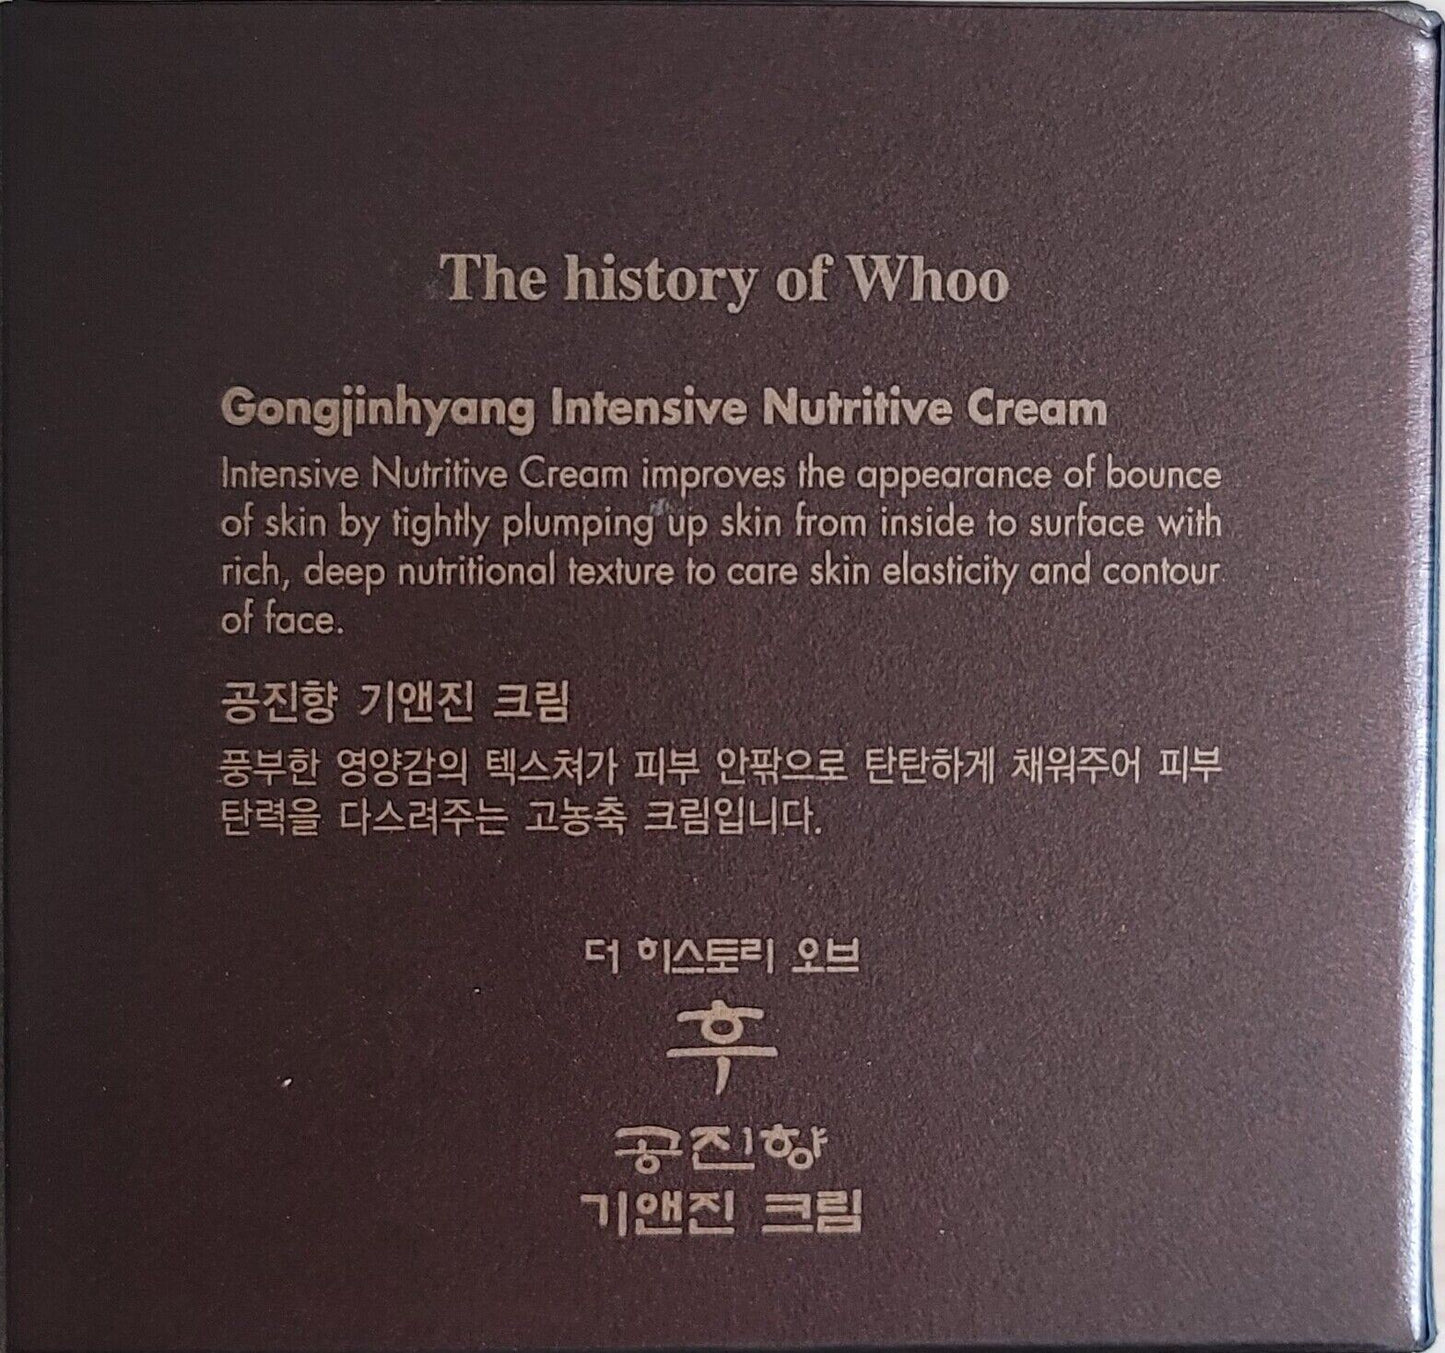 The history of Whoo
Gongjinhyang Intensive Nutritive Cream
Intensive Nutritive Cream improves the appearance of bounce
of skin by tightly plumping up skin from inside to surface with
rich, deep nutritional texture to care skin elasticity and contour
of face.
공진향 기앤진 크림
풍부한 영양감의 텍스쳐가 피부 안팎으로 탄탄하게 채워주어 피부
탄력을 다스려주는 고농축 크림입니다.
더 히스토리 오브
후
공진향
기앤진 크림